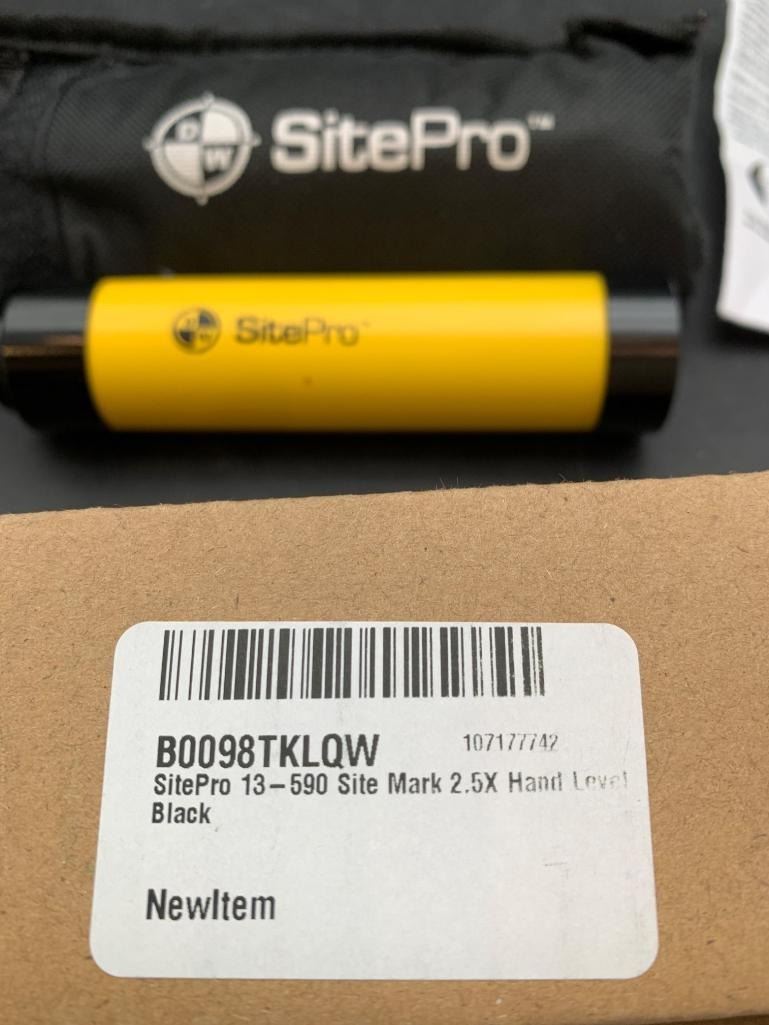 D
W
SitePro™
D
W
SitePro™
B0098TKLQW 107177742
SitePro 13-590 Site Mark 2.5X Hand Level
Black
NewItem